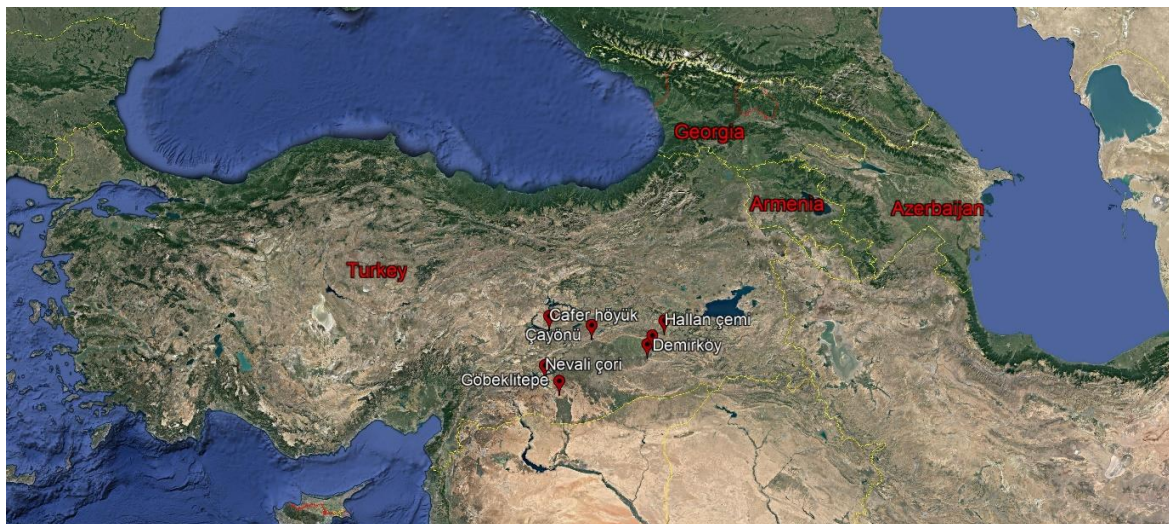 Georgia
Armenia
Azerbaijan
Turkey
Cafer höyük
Hallan çemi
Çayönü
Demirköy
Nevali çori
Göbeklitepe